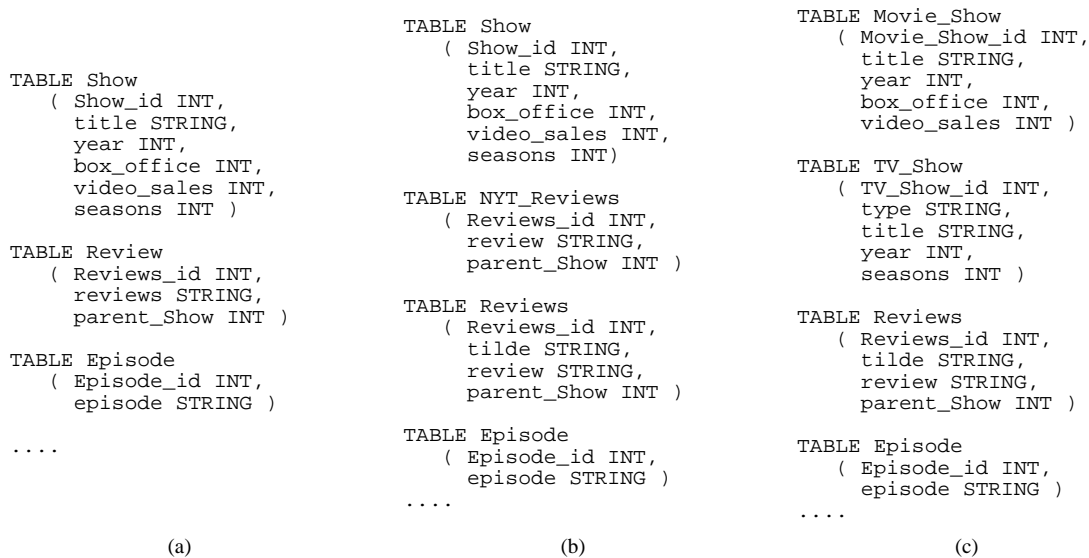 TABLE Show
( Show_id INT,
title STRING,
year INT,
box_office INT,
video_sales INT,
seasons INT )
TABLE Review
( Reviews_id INT,
reviews STRING,
parent_Show INT )
TABLE Episode
( Episode_id INT,
episode STRING )
....
(a)
TABLE Show
( Show_id INT,
title STRING,
year INT,
box_office INT,
video_sales INT,
seasons INT)
TABLE NYT_Reviews
( Reviews_id INT,
review STRING,
parent_Show INT )
TABLE Reviews
( Reviews_id INT,
tilde STRING,
review STRING,
parent_Show INT )
TABLE Episode
( Episode_id INT,
episode STRING )
....
(b)
TABLE Movie_Show
( Movie_Show_id INT,
title STRING,
year INT,
box_office INT,
video_sales INT )
TABLE TV_Show
( TV_Show_id INT,
type STRING,
title STRING,
year INT,
seasons INT )
TABLE Reviews
( Reviews_id INT,
tilde STRING,
review STRING,
parent_Show INT )
TABLE Episode
( Episode_id INT,
episode STRING )
....
(c)